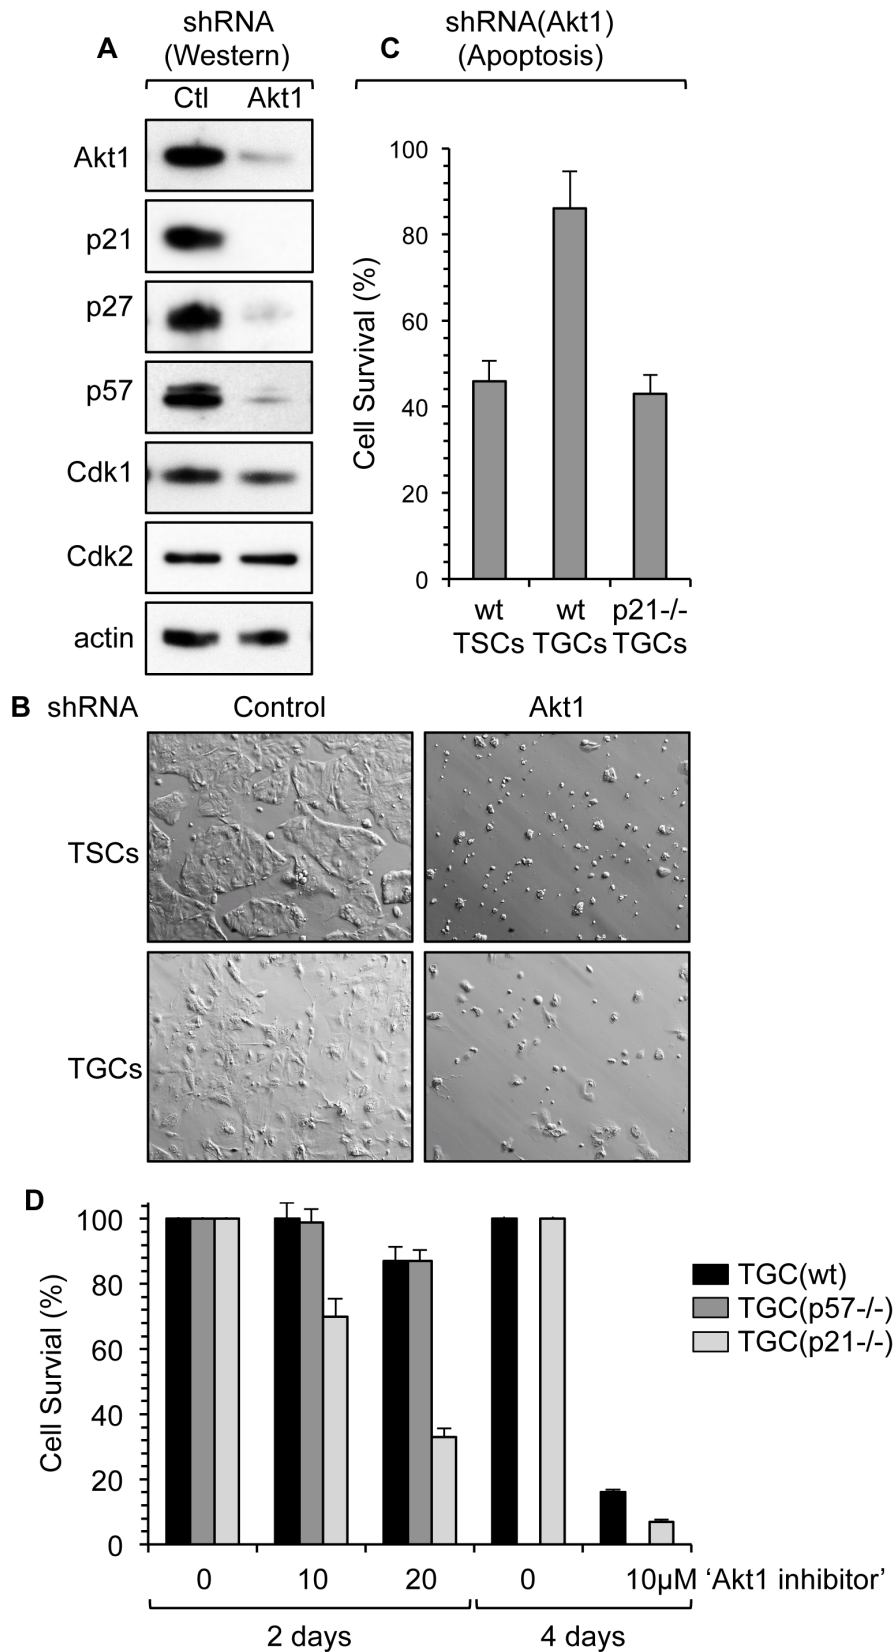 A
shRNA
(Western)
Ctl Akt1
Akt1
p21
p27
p57
Cdk1
Cdk2
actin
C
shRNA(Akt1)
(Apoptosis)
Cell Survival (%)
100
80
60
40
20
0
wt wt p21-/-
TSCs TGCs TGCs
B shRNA Control Akt1
TSCs
TGCs
D
Cell Survial (%)
100
80
60
40
20
0
0 10 20 0 10µM 'Akt1 inhibitor'
2 days 4 days
TGC(wt)
TGC(p57-/-)
TGC(p21-/-)